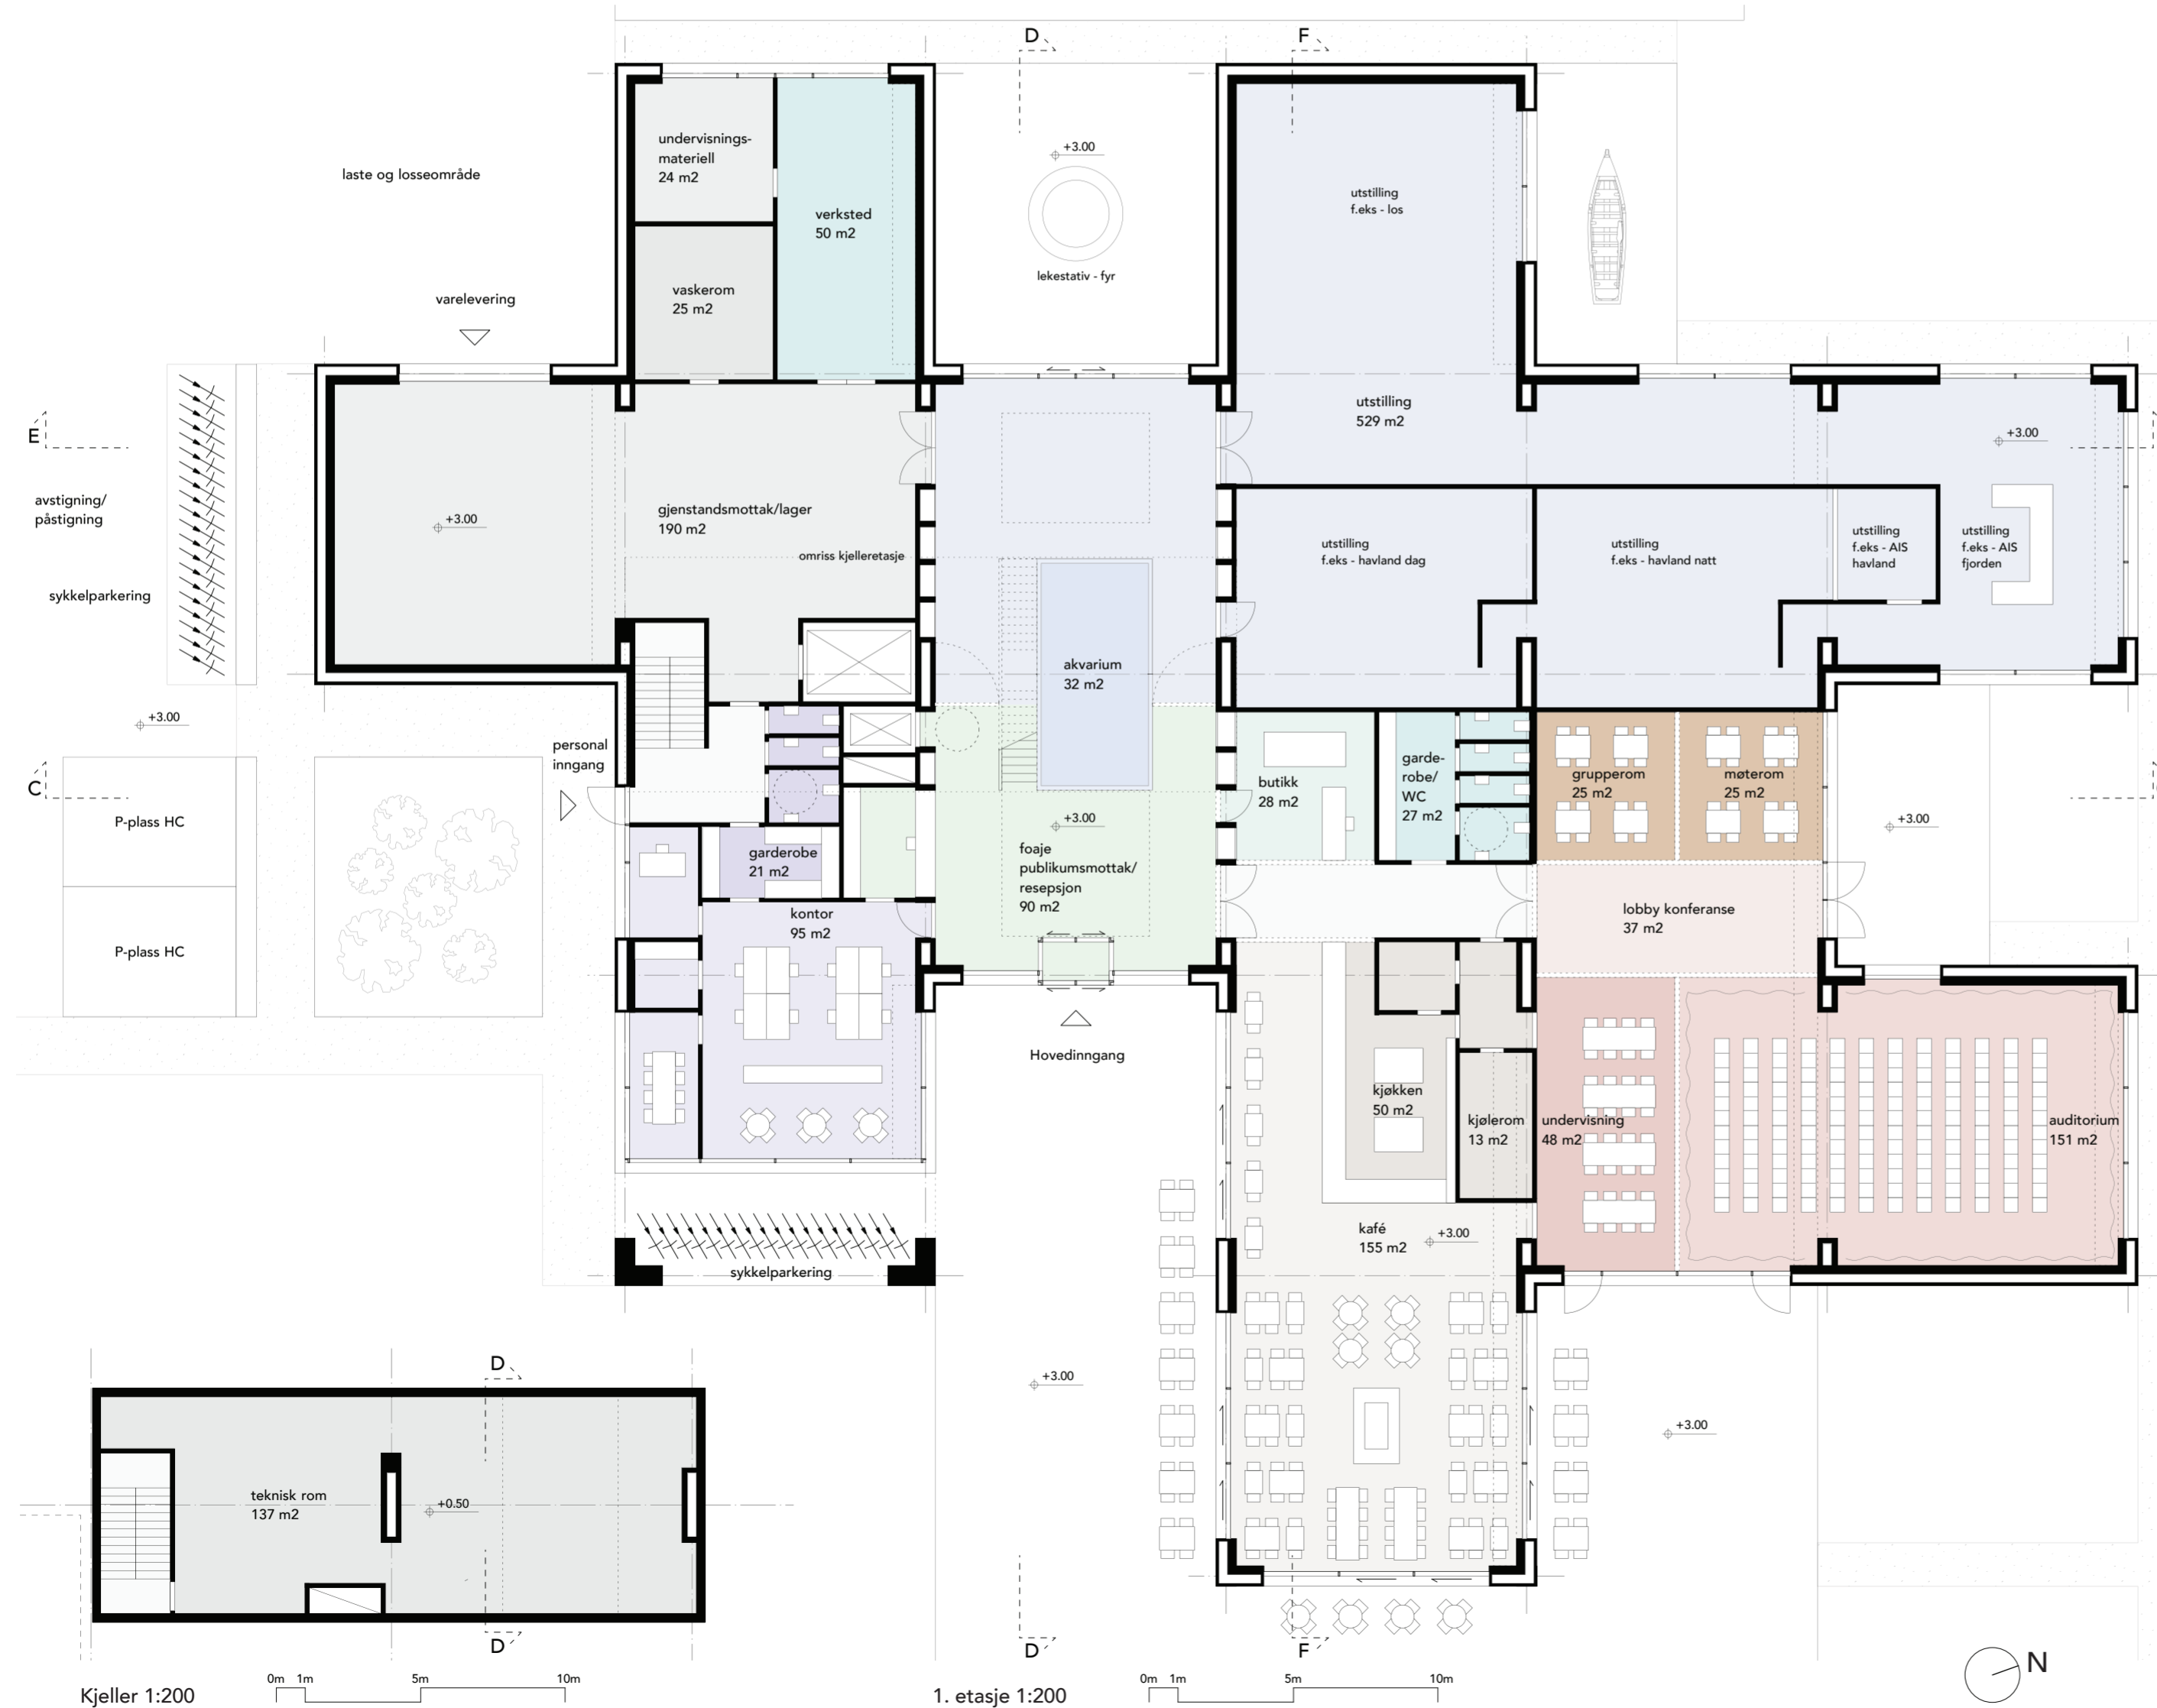 D
F
undervisnings-
materiell
24 m2
laste og losseområde
verksted
50 m2
+3.00
lekestativ - fyr
utstilling
f.eks - los
vaskerom
25 m2
varelevering
utstilling
529 m2
+3.00
E
avstigning/
påstigning
+3.00
gjenstandsmottak/lager
190 m2
omriss kjelleretasje
utstilling
f.eks - havland dag
utstilling
f.eks - havland natt
utstilling
f.eks - AIS
havland
utstilling
f.eks - AIS
fjorden
sykkelparkering
akvarium
32 m2
+3.00
personal
inngang
C
P-plass HC
P-plass HC
garderobe
21 m2
kontor
95 m2
+3.00
foaje
publikumsmottak/
resepsjon
90 m2
butikk
28 m2
garde-
robe/
WC
27 m2
grupperom
25 m2
møterom
25 m2
+3.00
lobby konferanse
37 m2
Hovedinngang
kjøkken
50 m2
kjølerom
13 m2
undervisning
48 m2
auditorium
151 m2
kafé
155 m2
+3.00
sykkelparkering
+3.00
+3.00
D
teknisk rom
137 m2
+0.50
D
D
F
N
Kjeller 1:200
0m 1m 5m 10m
1. etasje 1:200
0m 1m 5m 10m